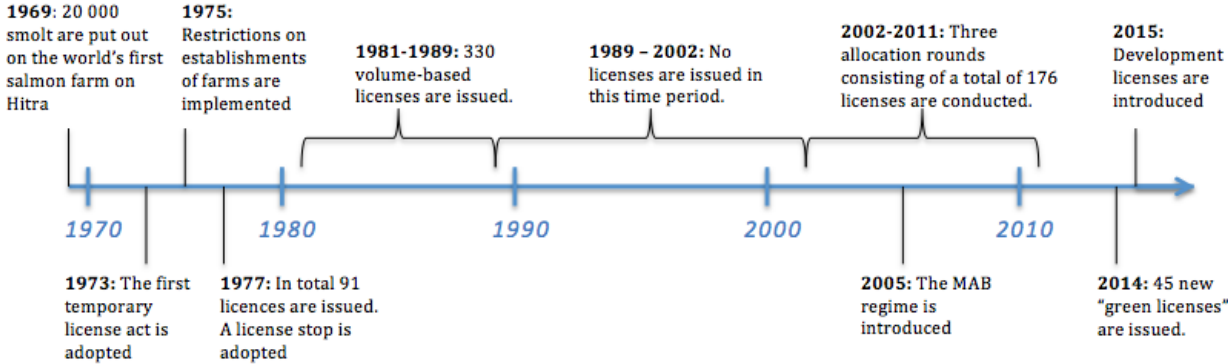 1969: 20 000
smolt are put out
on the world's first
salmon farm on
Hitra
1975:
Restrictions on
establishments
of farms are
implemented
1981-1989: 330
volume-based
licenses are issued.
1989 – 2002: No
licenses are issued in
this time period.
2002-2011: Three
allocation rounds
consisting of a total of 176
licenses are conducted.
2015:
Development
licenses are
introduced
1970
1980
1990
2000
2010
1973: The first
temporary
license act is
adopted
1977: In total 91
licences are issued.
A license stop is
adopted
2005: The MAB
regime is
introduced
2014: 45 new
"green licenses"
are issued.